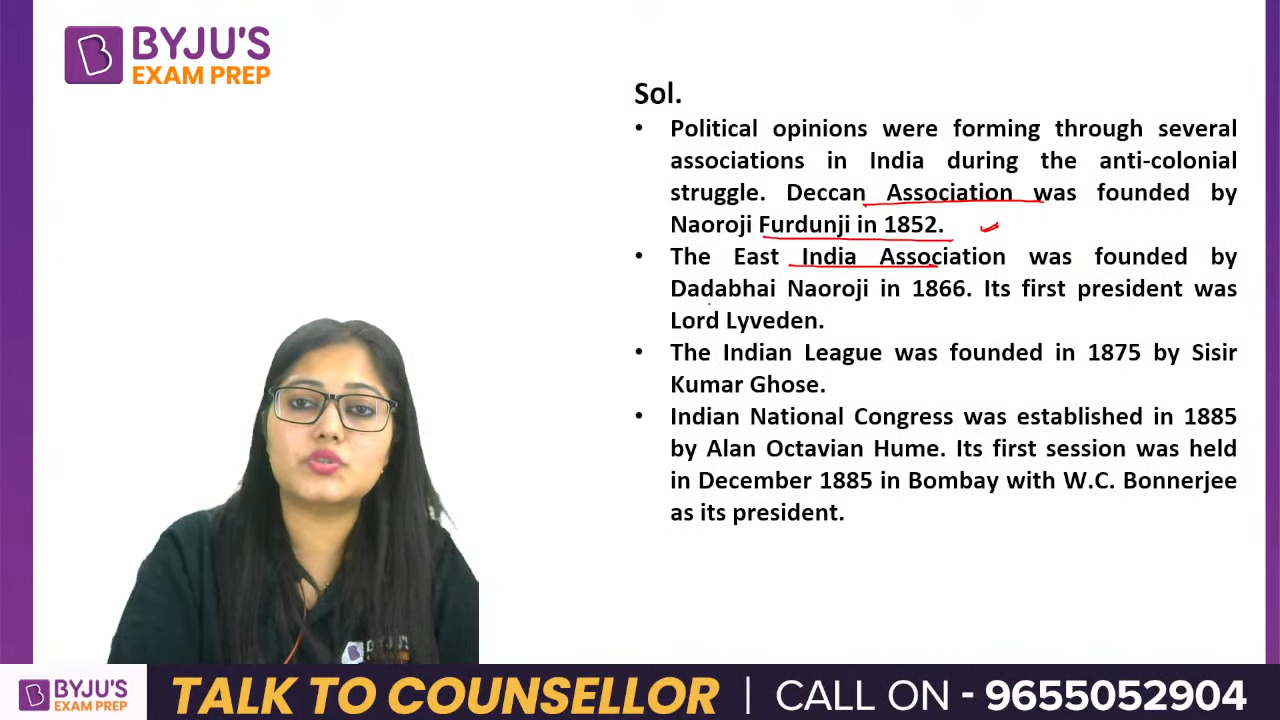 BYJU'S
EXAM PREP
Sol.
• Political opinions were forming through several
associations in India during the anti-colonial
struggle. Deccan Association was founded by
Naoroji Furdunji in 1852.
• The East India Association was founded by
Dadabhai Naoroji in 1866. Its first president was
Lord Lyveden.
• The Indian League was founded in 1875 by Sisir
Kumar Ghose.
• Indian National Congress was established in 1885
by Alan Octavian Hume. Its first session was held
in December 1885 in Bombay with W.C. Bonnerjee
as its president.
BYJU'S
BYJU'S
EXAM PREP
TALK TO COUNSELLOR | CALL ON - 9655052904